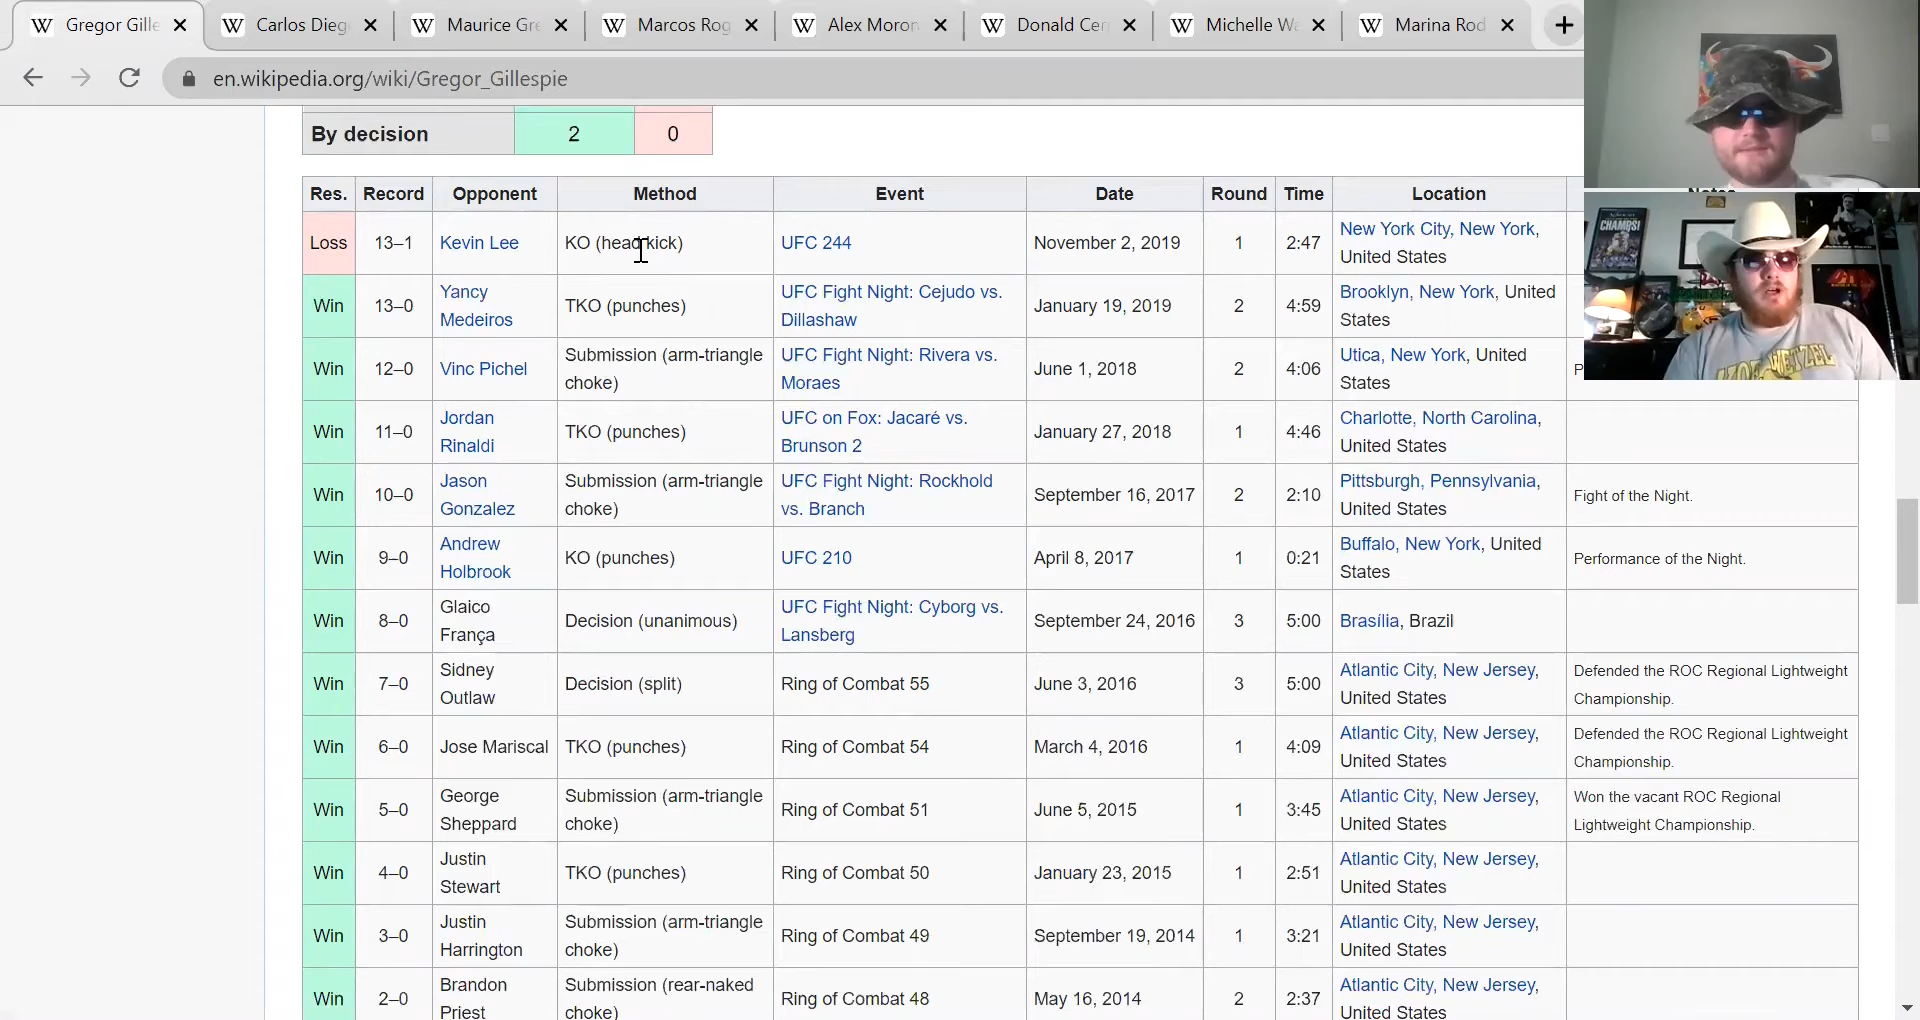 Gregor Gille
Carlos Dieg
Maurice Gre
Marcos Rog
Alex Moron
Donald Cerr
Michelle Wa
Marina Rod
en.wikipedia.org/wiki/Gregor_Gillespie
By decision 2 0
Res. Record Opponent Method Event Date Round Time Location Notes
Loss 13–1 Kevin Lee KO (head kick) UFC 244 November 2, 2019 1 2:47 New York City, New York,
United States
Win 13–0 Yancy Medeiros TKO (punches) UFC Fight Night: Cejudo vs. Dillashaw January 19, 2019 2 4:59 Brooklyn, New York, United States
Win 12–0 Vinc Pichel Submission (arm-triangle choke) UFC Fight Night: Rivera vs. Moraes June 1, 2018 2 4:06 Utica, New York, United States
Win 11–0 Jordan Rinaldi TKO (punches) UFC on Fox: Jacaré vs. Brunson 2 January 27, 2018 1 4:46 Charlotte, North Carolina, United States
Win 10–0 Jason Gonzalez Submission (arm-triangle choke) UFC Fight Night: Rockhold vs. Branch September 16, 2017 2 2:10 Pittsburgh, Pennsylvania, United States Fight of the Night.
Win 9–0 Andrew Holbrook KO (punches) UFC 210 April 8, 2017 1 0:21 Buffalo, New York, United States Performance of the Night.
Win 8–0 Glaico França Decision (unanimous) UFC Fight Night: Cyborg vs. Lansberg September 24, 2016 3 5:00 Brasília, Brazil
Win 7–0 Sidney Outlaw Decision (split) Ring of Combat 55 June 3, 2016 3 5:00 Atlantic City, New Jersey, United States Defended the ROC Regional Lightweight Championship.
Win 6–0 Jose Mariscal TKO (punches) Ring of Combat 54 March 4, 2016 1 4:09 Atlantic City, New Jersey, United States Defended the ROC Regional Lightweight Championship.
Win 5–0 George Sheppard Submission (arm-triangle choke) Ring of Combat 51 June 5, 2015 1 3:45 Atlantic City, New Jersey, United States Won the vacant ROC Regional Lightweight Championship.
Win 4–0 Justin Stewart TKO (punches) Ring of Combat 50 January 23, 2015 1 2:51 Atlantic City, New Jersey, United States
Win 3–0 Justin Harrington Submission (arm-triangle choke) Ring of Combat 49 September 19, 2014 1 3:21 Atlantic City, New Jersey, United States
Win 2–0 Brandon Priest Submission (rear-naked choke) Ring of Combat 48 May 16, 2014 2 2:37 Atlantic City, New Jersey, United States
CHAMPS!